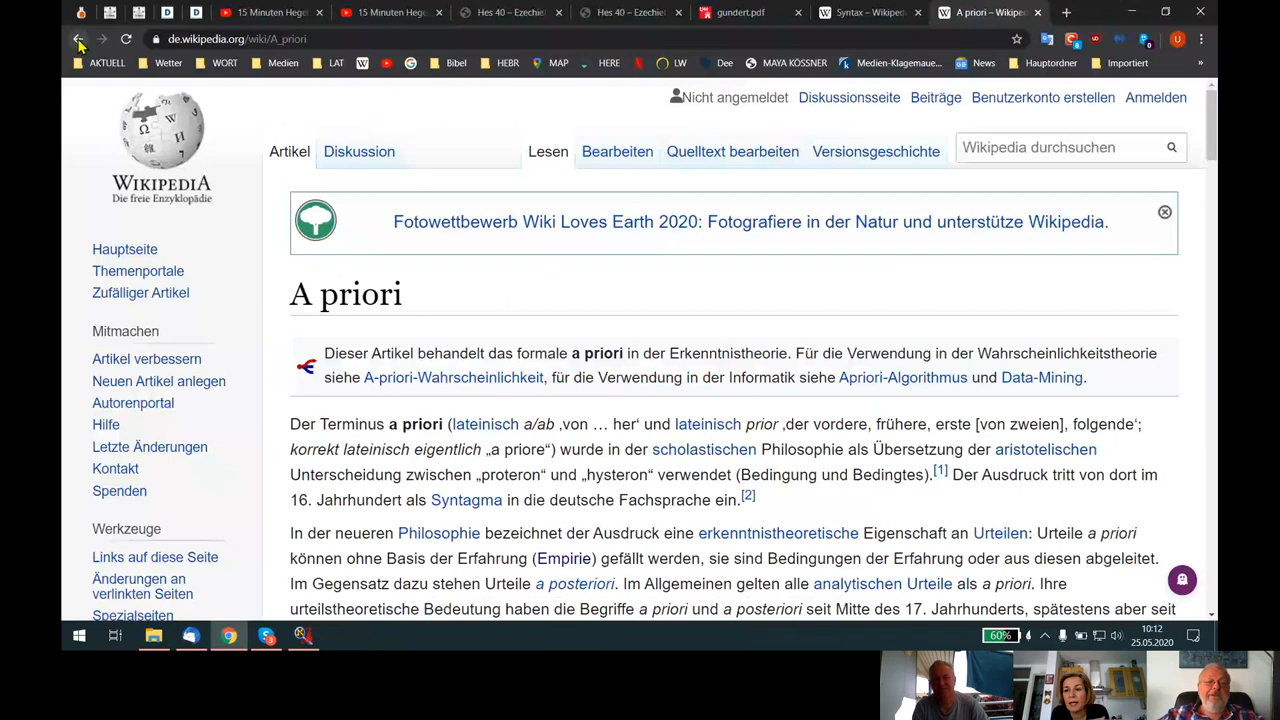 15 Minuten Hege
15 Minuten Hege
Hes 40 – Ezechiel
Hes 40 – Ezechiel
gundert.pdf
Syntax – Wikiped
A priori – Wikiped
de.wikipedia.org/wiki/A_priori
AKTUELL
Wetter
WORT
Medien
LAT
Bibel
HEBR
MAP
HERE
LW
Dee
MAYA KÖSSNER
Medien-Klagemaue...
News
Hauptordner
Importiert
Nicht angemeldet Diskussionsseite Beiträge Benutzerkonto erstellen Anmelden
Artikel Diskussion Lesen Bearbeiten Quelltext bearbeiten Versionsgeschichte Wikipedia durchsuchen
WIKIPEDIA
Die freie Enzyklopädie
Hauptseite
Themenportale
Zufälliger Artikel
Mitmachen
Artikel verbessern
Neuen Artikel anlegen
Autorenportal
Hilfe
Letzte Änderungen
Kontakt
Spenden
Werkzeuge
Links auf diese Seite
Änderungen an
verlinkten Seiten
Spezialseiten
Fotowettbewerb Wiki Loves Earth 2020: Fotografiere in der Natur und unterstütze Wikipedia.
A priori
Dieser Artikel behandelt das formale a priori in der Erkenntnistheorie. Für die Verwendung in der Wahrscheinlichkeitstheorie
siehe A-priori-Wahrscheinlichkeit, für die Verwendung in der Informatik siehe Apriori-Algorithmus und Data-Mining.
Der Terminus a priori (lateinisch a/ab ‚von … her‘ und lateinisch prior ‚der vordere, frühere, erste [von zweien], folgende‘;
korrekt lateinisch eigentlich „a priore“) wurde in der scholastischen Philosophie als Übersetzung der aristotelischen
Unterscheidung zwischen „proteron“ und „hysteron“ verwendet (Bedingung und Bedingtes).[1] Der Ausdruck tritt von dort im
16. Jahrhundert als Syntagma in die deutsche Fachsprache ein.[2]
In der neueren Philosophie bezeichnet der Ausdruck eine erkenntnistheoretische Eigenschaft an Urteilen: Urteile a priori
können ohne Basis der Erfahrung (Empirie) gefällt werden, sie sind Bedingungen der Erfahrung oder aus diesen abgeleitet.
Im Gegensatz dazu stehen Urteile a posteriori. Im Allgemeinen gelten alle analytischen Urteile als a priori. Ihre
urteilstheoretische Bedeutung haben die Begriffe a priori und a posteriori seit Mitte des 17. Jahrhunderts, spätestens aber seit
60%
10:12
25.05.2020